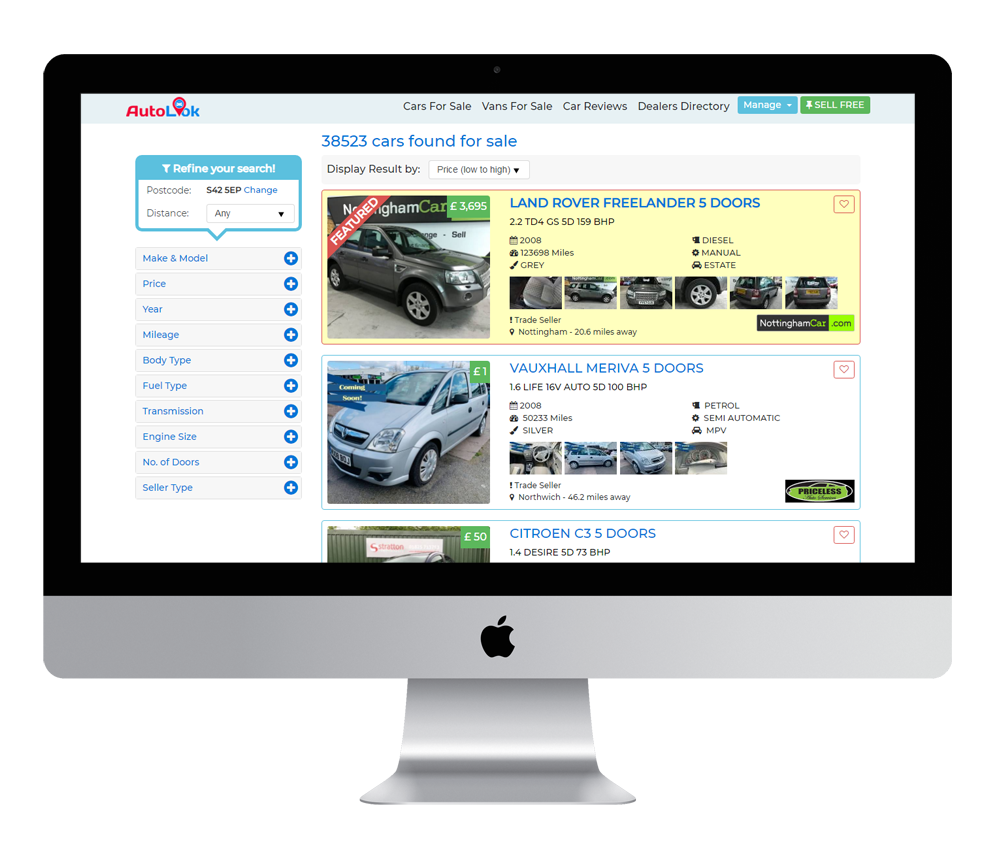 AutoLook
Cars For Sale Vans For Sale Car Reviews Dealers Directory Manage SELL FREE
38523 cars found for sale
Refine your search!
Postcode: S42 5EP Change
Distance: Any
Make & Model
Price
Year
Mileage
Body Type
Fuel Type
Transmission
Engine Size
No. of Doors
Seller Type
Display Result by: Price (low to high)
FEATURED
£ 3,695
LAND ROVER FREELANDER 5 DOORS
2.2 TD4 GS 5D 159 BHP
2008 DIESEL
123698 Miles MANUAL
GREY ESTATE
Trade Seller
Nottingham - 20.6 miles away
NottinghamCar.com
Coming
Soon!
£ 1
VAUXHALL MERIVA 5 DOORS
1.6 LIFE 16V AUTO 5D 100 BHP
2008 PETROL
50233 Miles SEMI AUTOMATIC
SILVER MPV
Trade Seller
Northwich - 46.2 miles away
PRICELESS
stratton
£ 50
CITROEN C3 5 DOORS
1.4 DESIRE 5D 73 BHP